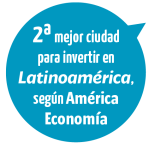 2ª mejor ciudad
para invertir en
Latinoamérica,
según América
Economía